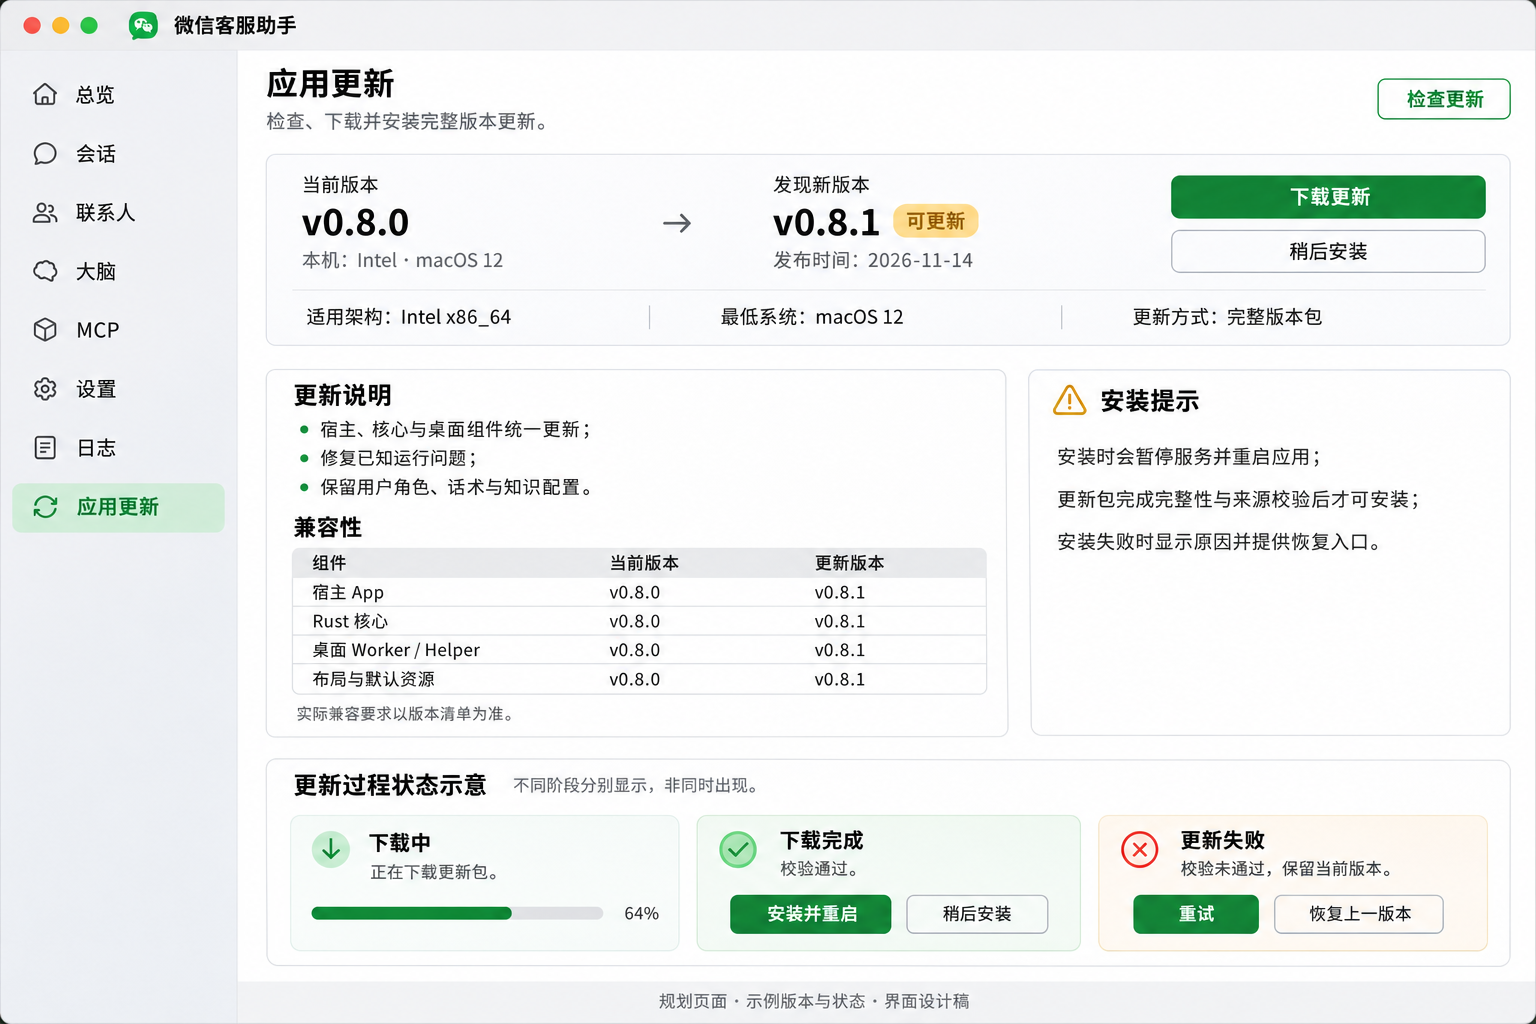 微信客服助手
总览
会话
联系人
大脑
MCP
设置
日志
应用更新
应用更新
检查、下载并安装完整版本更新。
检查更新
当前版本
v0.8.0
本机：Intel · macOS 12
发现新版本
v0.8.1 可更新
发布时间：2026-11-14
下载更新
稍后安装
适用架构：Intel x86_64
最低系统：macOS 12
更新方式：完整版本包
更新说明
宿主、核心与桌面组件统一更新；
修复已知运行问题；
保留用户角色、话术与知识配置。
兼容性
组件 当前版本 更新版本
宿主 App v0.8.0 v0.8.1
Rust 核心 v0.8.0 v0.8.1
桌面 Worker / Helper v0.8.0 v0.8.1
布局与默认资源 v0.8.0 v0.8.1
实际兼容要求以版本清单为准。
安装提示
安装时会暂停服务并重启应用；
更新包完成完整性与来源校验后才可安装；
安装失败时显示原因并提供恢复入口。
更新过程状态示意 不同阶段分别显示，非同时出现。
下载中
正在下载更新包。
64%
下载完成
校验通过。
安装并重启 稍后安装
更新失败
校验未通过，保留当前版本。
重试 恢复上一版本
规划页面 · 示例版本与状态 · 界面设计稿